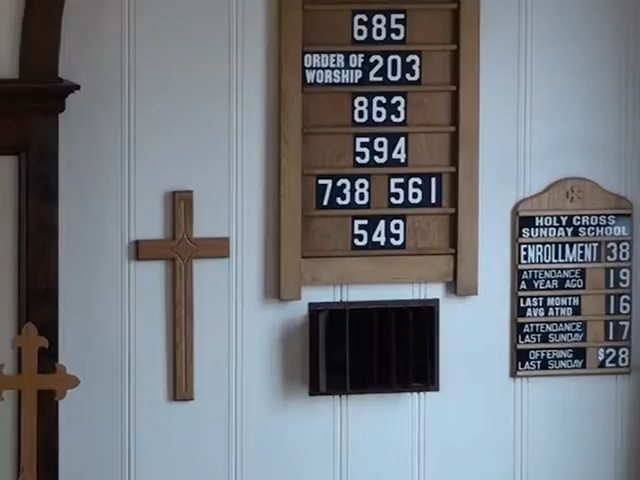 685
ORDER OF WORSHIP 203
863
594
738 561
549
HOLY CROSS
SUNDAY SCHOOL
ENROLLMENT 38
ATTENDANCE A YEAR AGO 19
LAST MONTH AVG ATND 16
ATTENDANCE LAST SUNDAY 17
OFFERING LAST SUNDAY $28